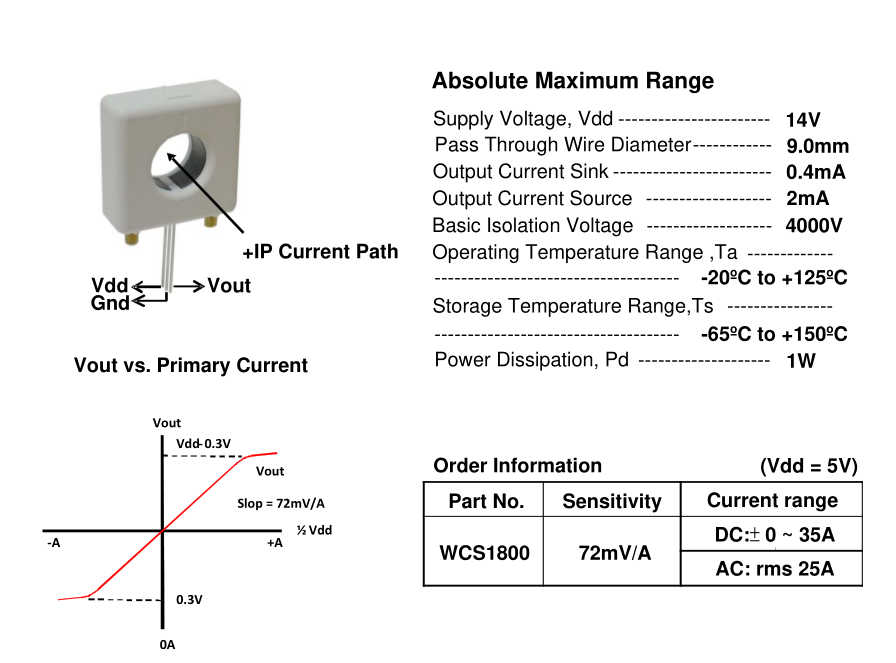 +IP Current Path
Vdd
Vout
Gnd
Absolute Maximum Range
Supply Voltage, Vdd ----------------------- 14V
Pass Through Wire Diameter------------ 9.0mm
Output Current Sink ------------------------ 0.4mA
Output Current Source ------------------- 2mA
Basic Isolation Voltage ------------------- 4000V
Operating Temperature Range ,Ta -------------
------------------------------------- -20ºC to +125ºC
Storage Temperature Range,Ts ----------------
------------------------------------- -65ºC to +150ºC
Power Dissipation, Pd -------------------- 1W
Vout vs. Primary Current
Vout
Vdd-0.3V
Vout
Slop = 72mV/A
½ Vdd
-A
+A
0.3V
0A
Order Information (Vdd = 5V)
Part No. Sensitivity Current range
WCS1800 72mV/A DC:± 0 ~ 35A
AC: rms 25A